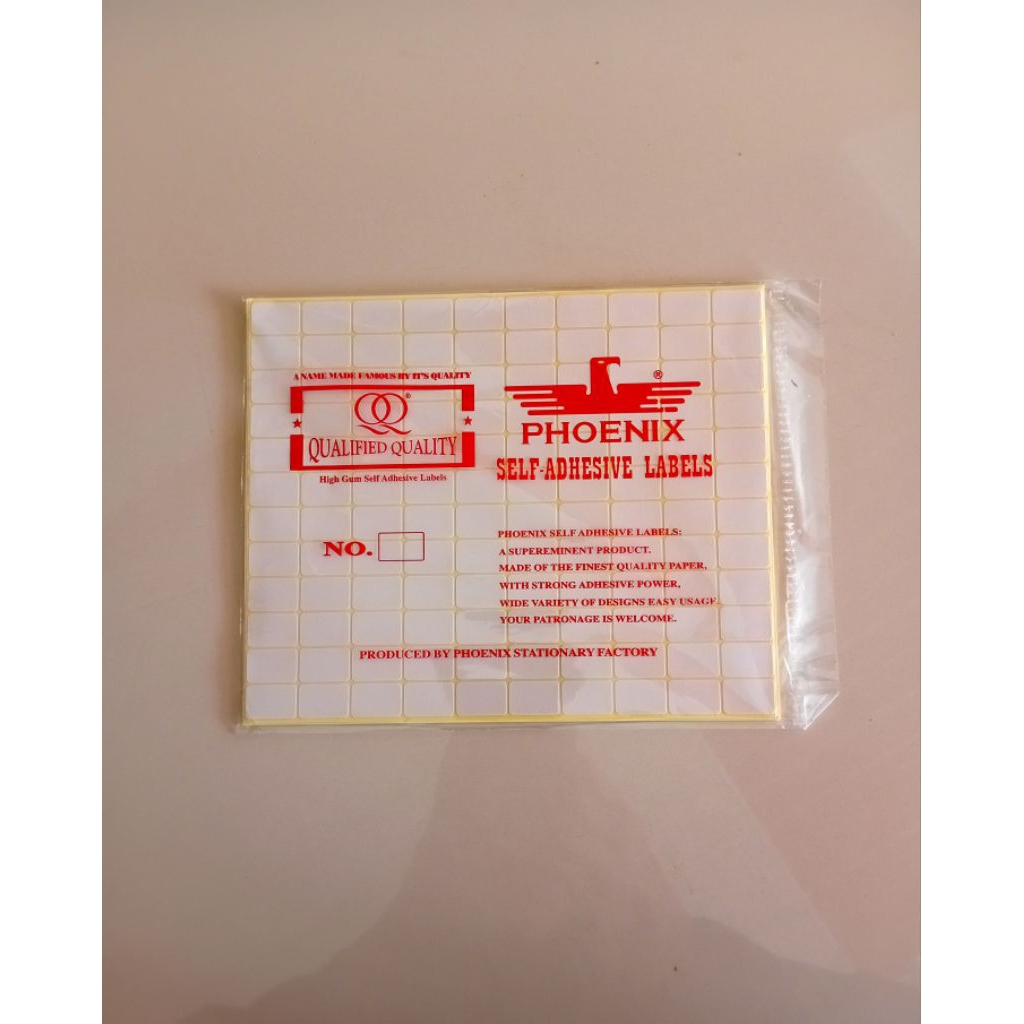 A NAME MADE FAMOUS BY IT'S QUALITY
QQ®
QUALIFIED QUALITY
High Gum Self Adhesive Labels
NO.
®
PHOENIX
SELF-ADHESIVE LABELS
PHOENIX SELF ADHESIVE LABELS:
A SUPEREMINENT PRODUCT.
MADE OF THE FINEST QUALITY PAPER,
WITH STRONG ADHESIVE POWER,
WIDE VARIETY OF DESIGNS EASY USAGE.
YOUR PATRONAGE IS WELCOME.
PRODUCED BY PHOENIX STATIONARY FACTORY